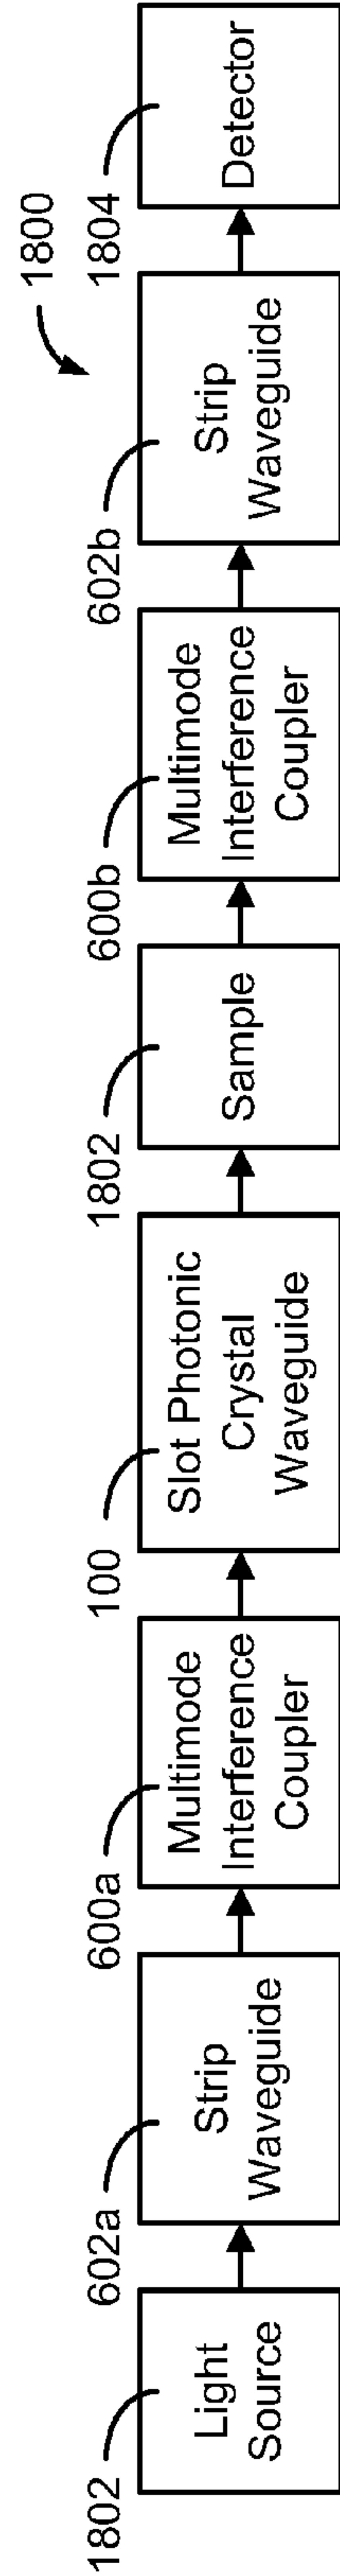 1800
1802
602a
600a
100
1802
600b
602b
1804
Light
Source
Strip
Waveguide
Multimode
Interference
Coupler
Slot Photonic
Crystal
Waveguide
Sample
Multimode
Interference
Coupler
Strip
Waveguide
Detector